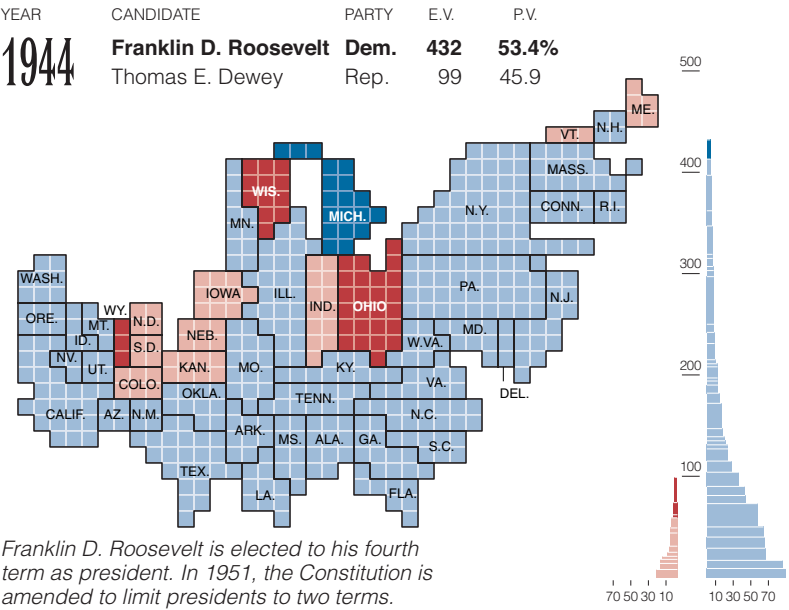 YEAR CANDIDATE PARTY E.V. P.V.
1944 Franklin D. Roosevelt Dem. 432 53.4%
Thomas E. Dewey Rep. 99 45.9
500
ME.
N.H.
VT.
400
MASS.
WIS.
CONN. R.I.
N.Y.
MICH.
MN.
300
WASH.
PA.
IOWA ILL. IND. OHIO N.J.
WY.
ORE. MT. N.D.
MD.
ID. NEB. W.VA.
S.D.
NV. 200
UT. KAN. MO. KY.
COLO. VA.
OKLA. DEL.
TENN.
CALIF. AZ. N.M. N.C.
ARK.
MS. ALA. GA. S.C.
100
TEX.
LA. FLA.
Franklin D. Roosevelt is elected to his fourth
term as president. In 1951, the Constitution is
amended to limit presidents to two terms.
70 50 30 10 10 30 50 70